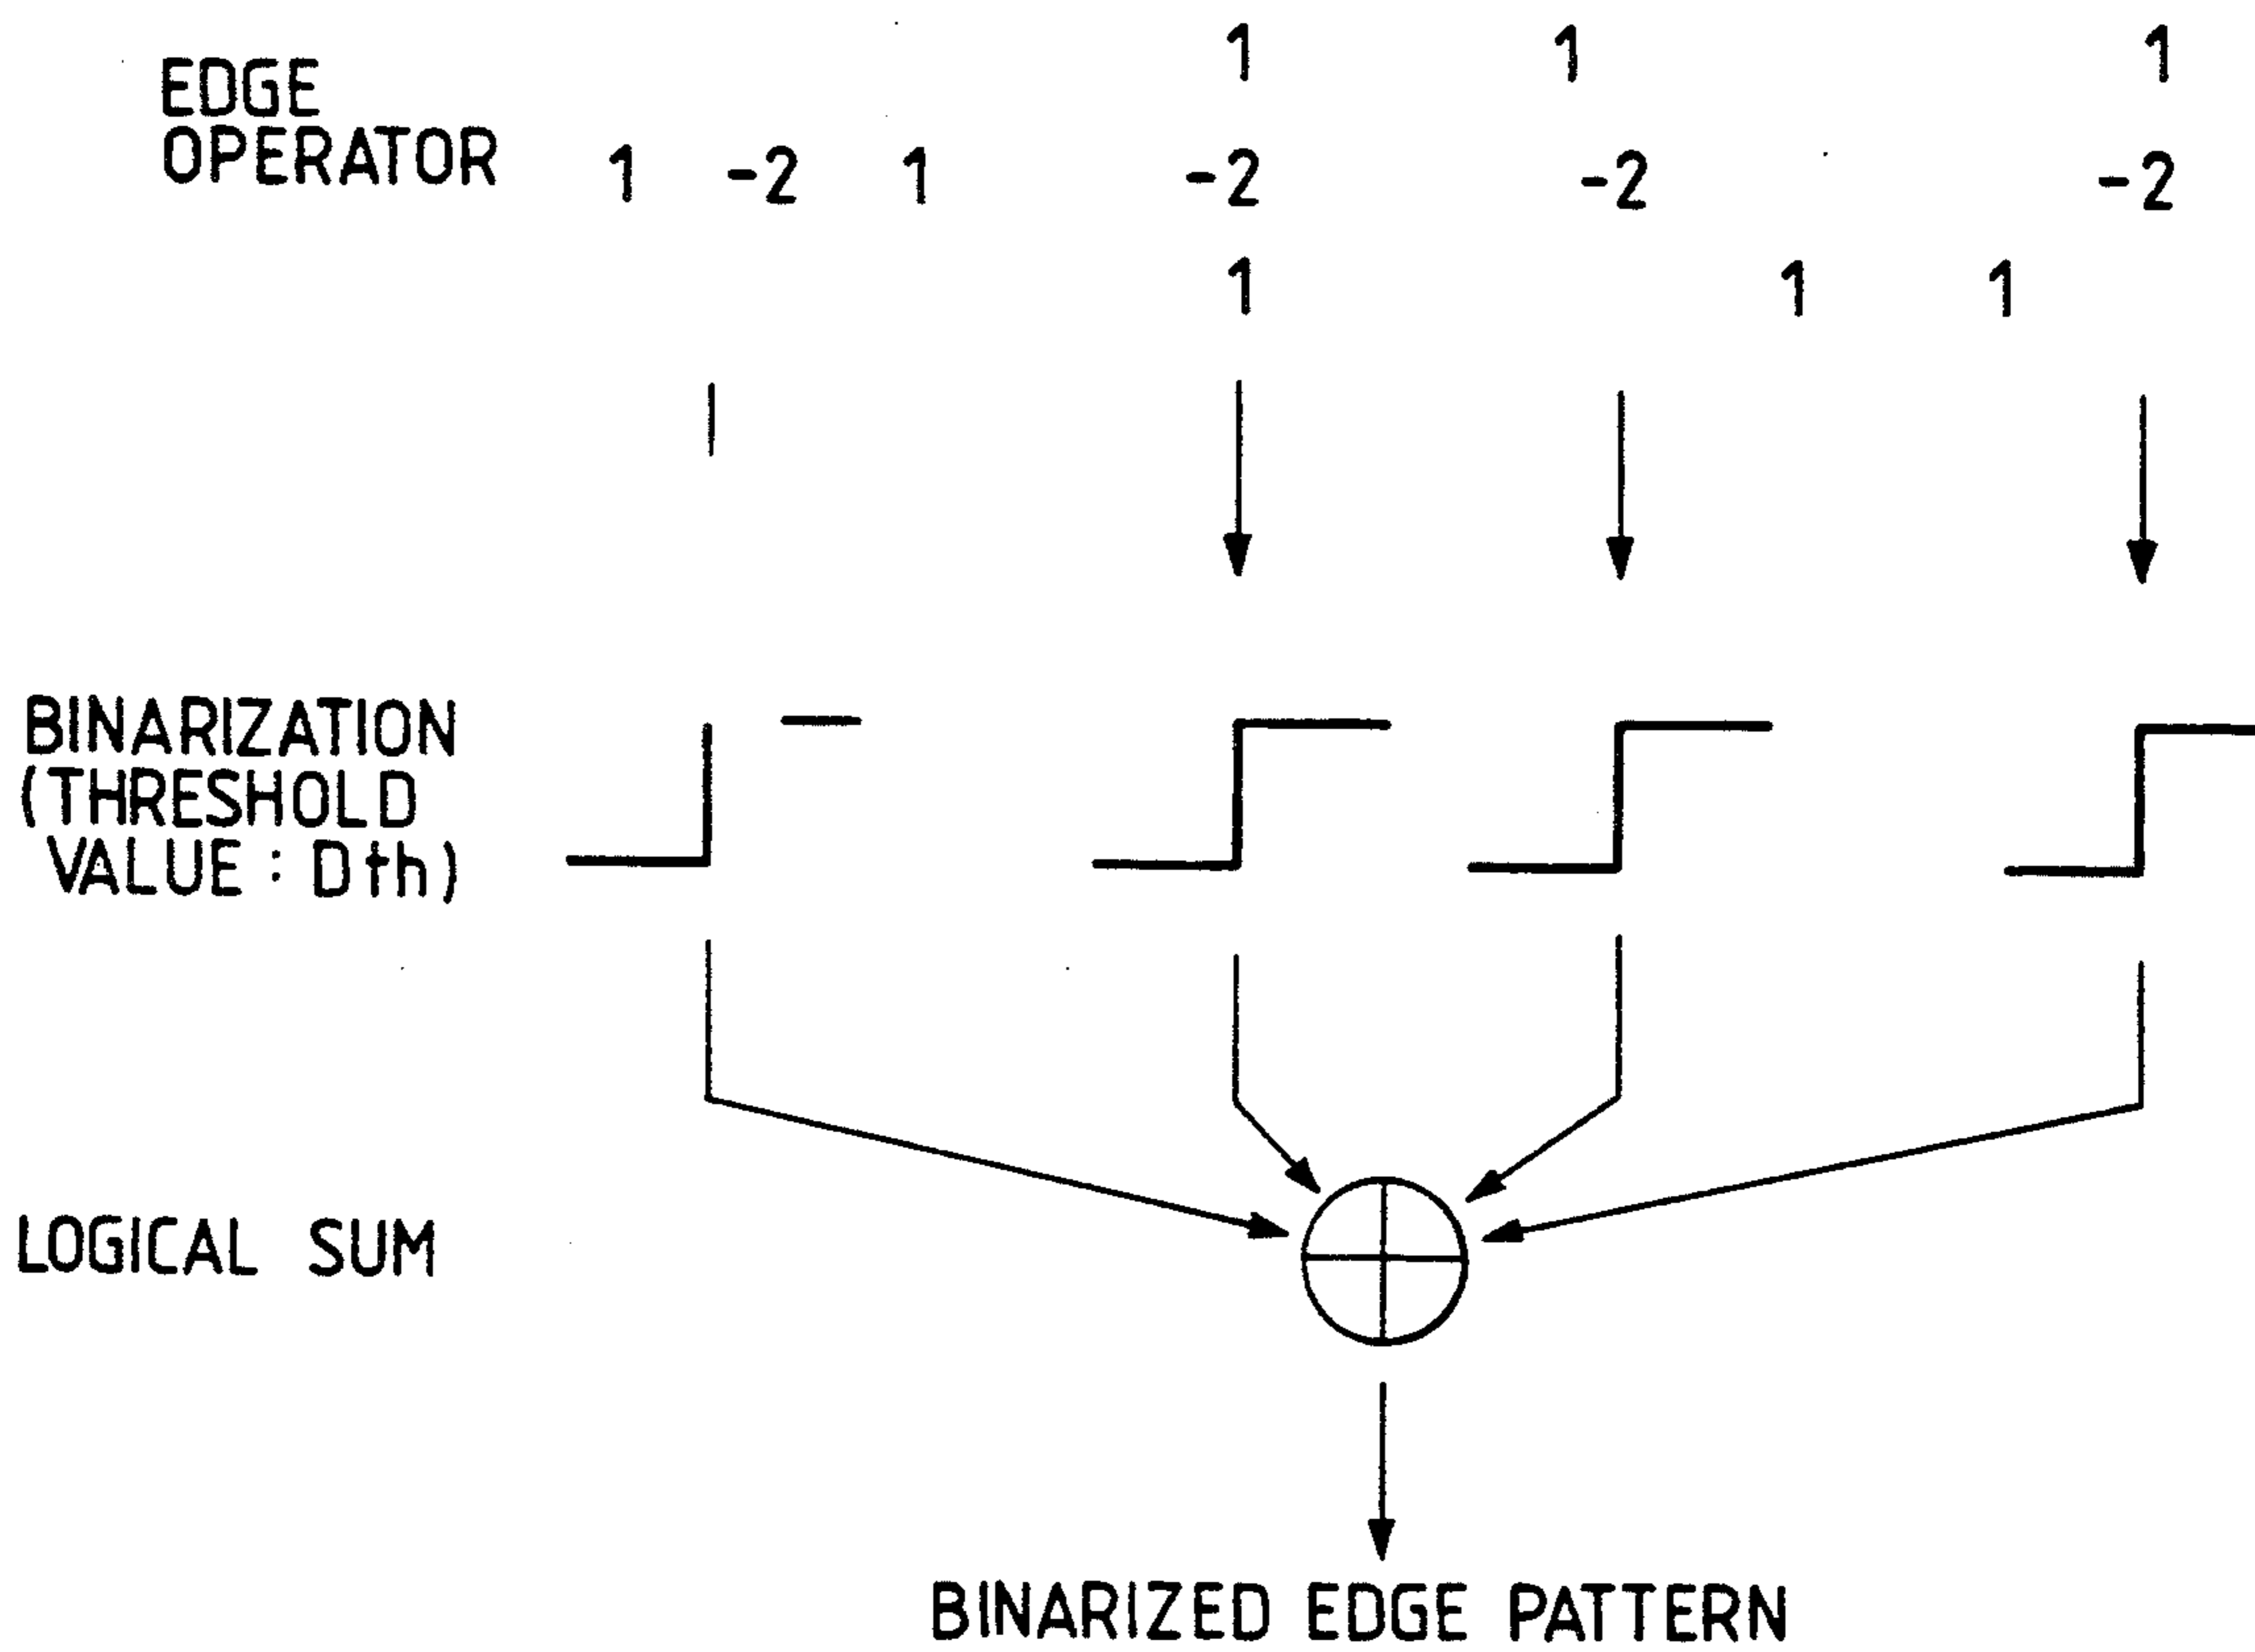 1 1 1
EDGE
OPERATOR 1 -2 1 -2 -2 -2
1 1 1
BINARIZATION
(THRESHOLD
VALUE : Dth)
LOGICAL SUM
BINARIZED EDGE PATTERN